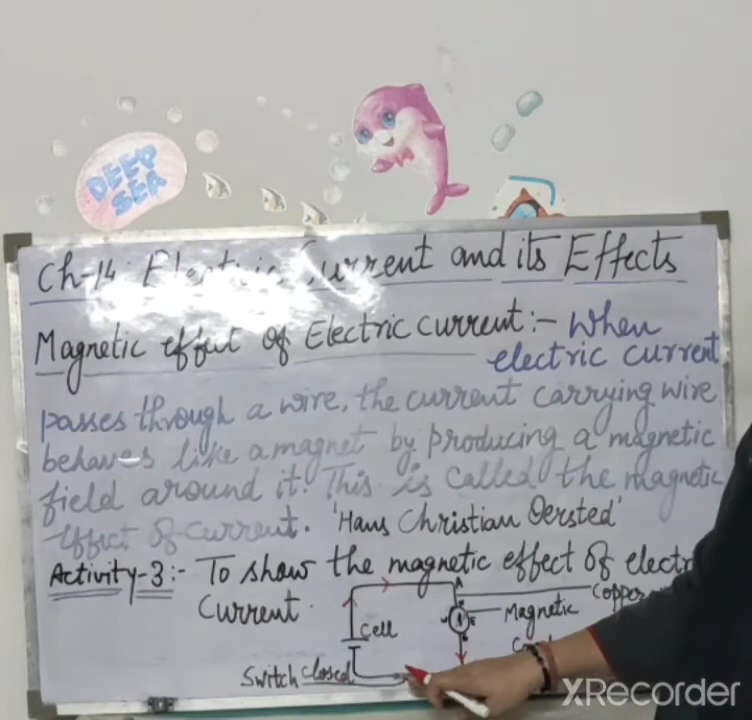 DEEP
SEA
Ch-14: Electric Current and its Effects
Magnetic effect of Electric current:- When
electric current
passes through a wire, the current carrying wire
behaves like a magnet by producing a magnetic
field around it. This is called the magnetic
effect of current. 'Hans Christian Oersted'
Activity-3:- To show the magnetic effect of
Current.
A
Copper
Cell
Magnetic
Switch closed
XRecorder